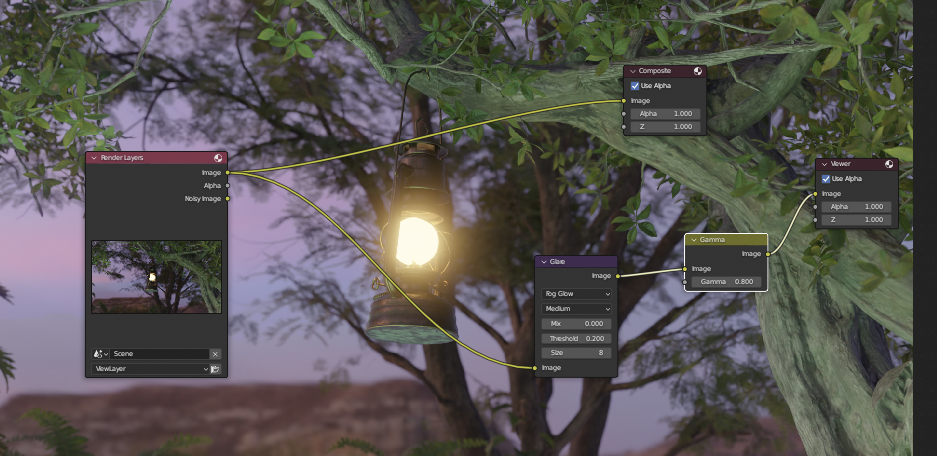 Render Layers
Image
Alpha
Noisy Image
Scene
ViewLayer
Composite
Use Alpha
Image
Alpha 1.000
Z 1.000
Glare
Image
Fog Glow
Medium
Mix 0.000
Threshold 0.200
Size 8
Image
Gamma
Image
Image
Gamma 0.800
Viewer
Use Alpha
Image
Alpha 1.000
Z 1.000